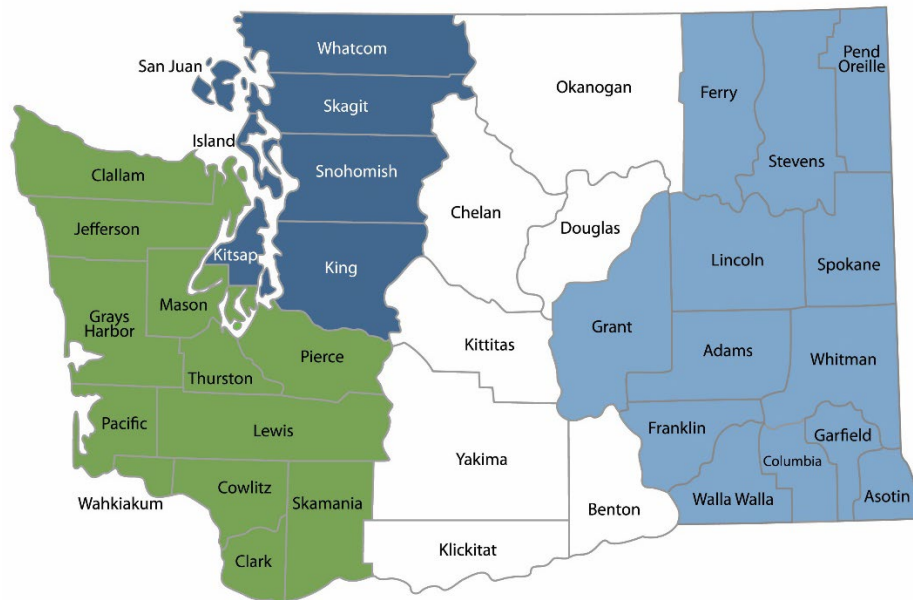 Whatcom
San Juan
Okanogan
Pend
Oreille
Ferry
Skagit
Island
Stevens
Clallam
Snohomish
Chelan
Douglas
Jefferson
Kitsap
King
Lincoln
Spokane
Mason
Grays
Harbor
Grant
Kittitas
Pierce
Adams
Whitman
Thurston
Pacific
Lewis
Franklin
Garfield
Yakima
Columbia
Wahkiakum
Cowlitz
Skamania
Walla Walla
Asotin
Benton
Klickitat
Clark